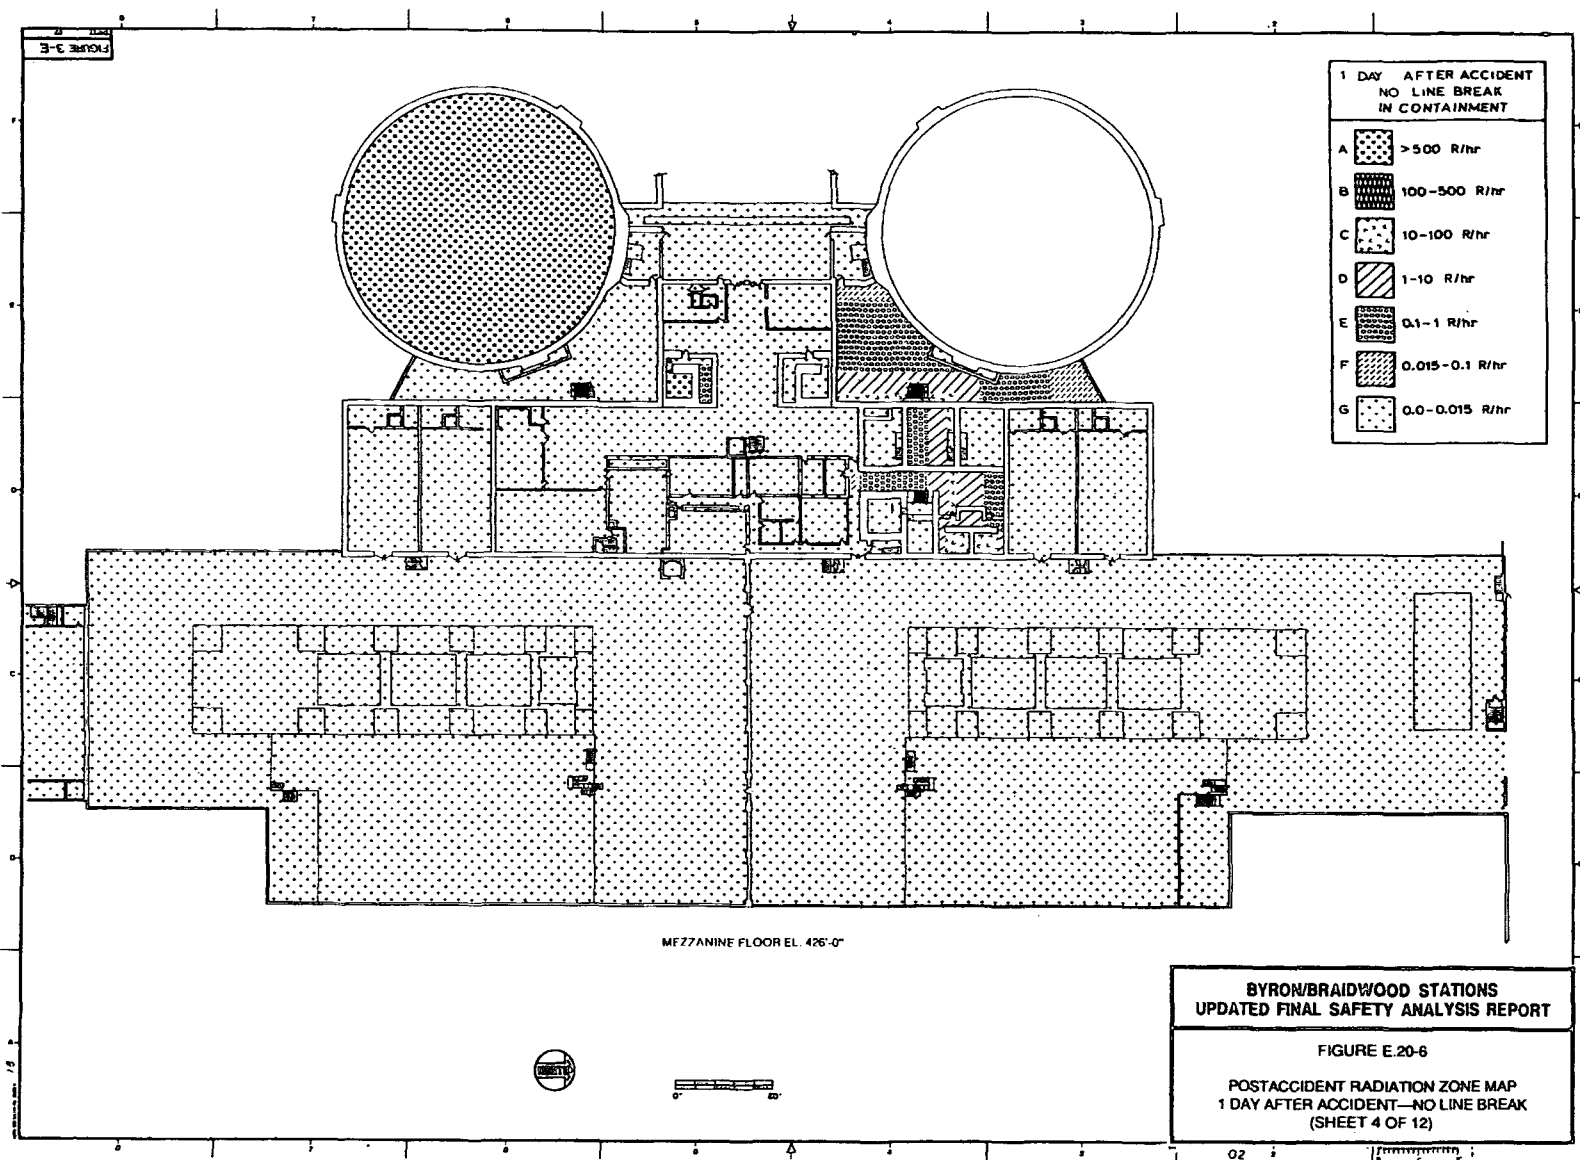 FIGURE 3-E
1 DAY AFTER ACCIDENT
NO LINE BREAK
IN CONTAINMENT
A >500 R/hr
B 100-500 R/hr
C 10-100 R/hr
D 1-10 R/hr
E 0.1-1 R/hr
F 0.015-0.1 R/hr
G 0.0-0.015 R/hr
MEZZANINE FLOOR EL. 426'-0"
NORTH
0'
BYRON/BRAIDWOOD STATIONS
UPDATED FINAL SAFETY ANALYSIS REPORT
FIGURE E.20-6
POSTACCIDENT RADIATION ZONE MAP
1 DAY AFTER ACCIDENT—NO LINE BREAK
(SHEET 4 OF 12)
02